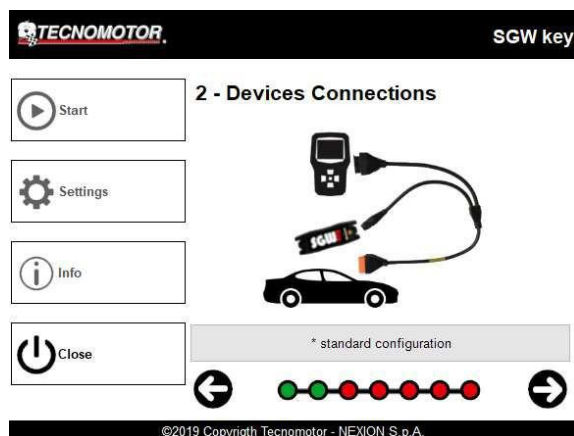 TECNOMOTOR.
SGW key
2 - Devices Connections
Start
Settings
Info
Close
SGW
* standard configuration
©2019 Copyrigth Tecnomotor - NEXION S.p.A.